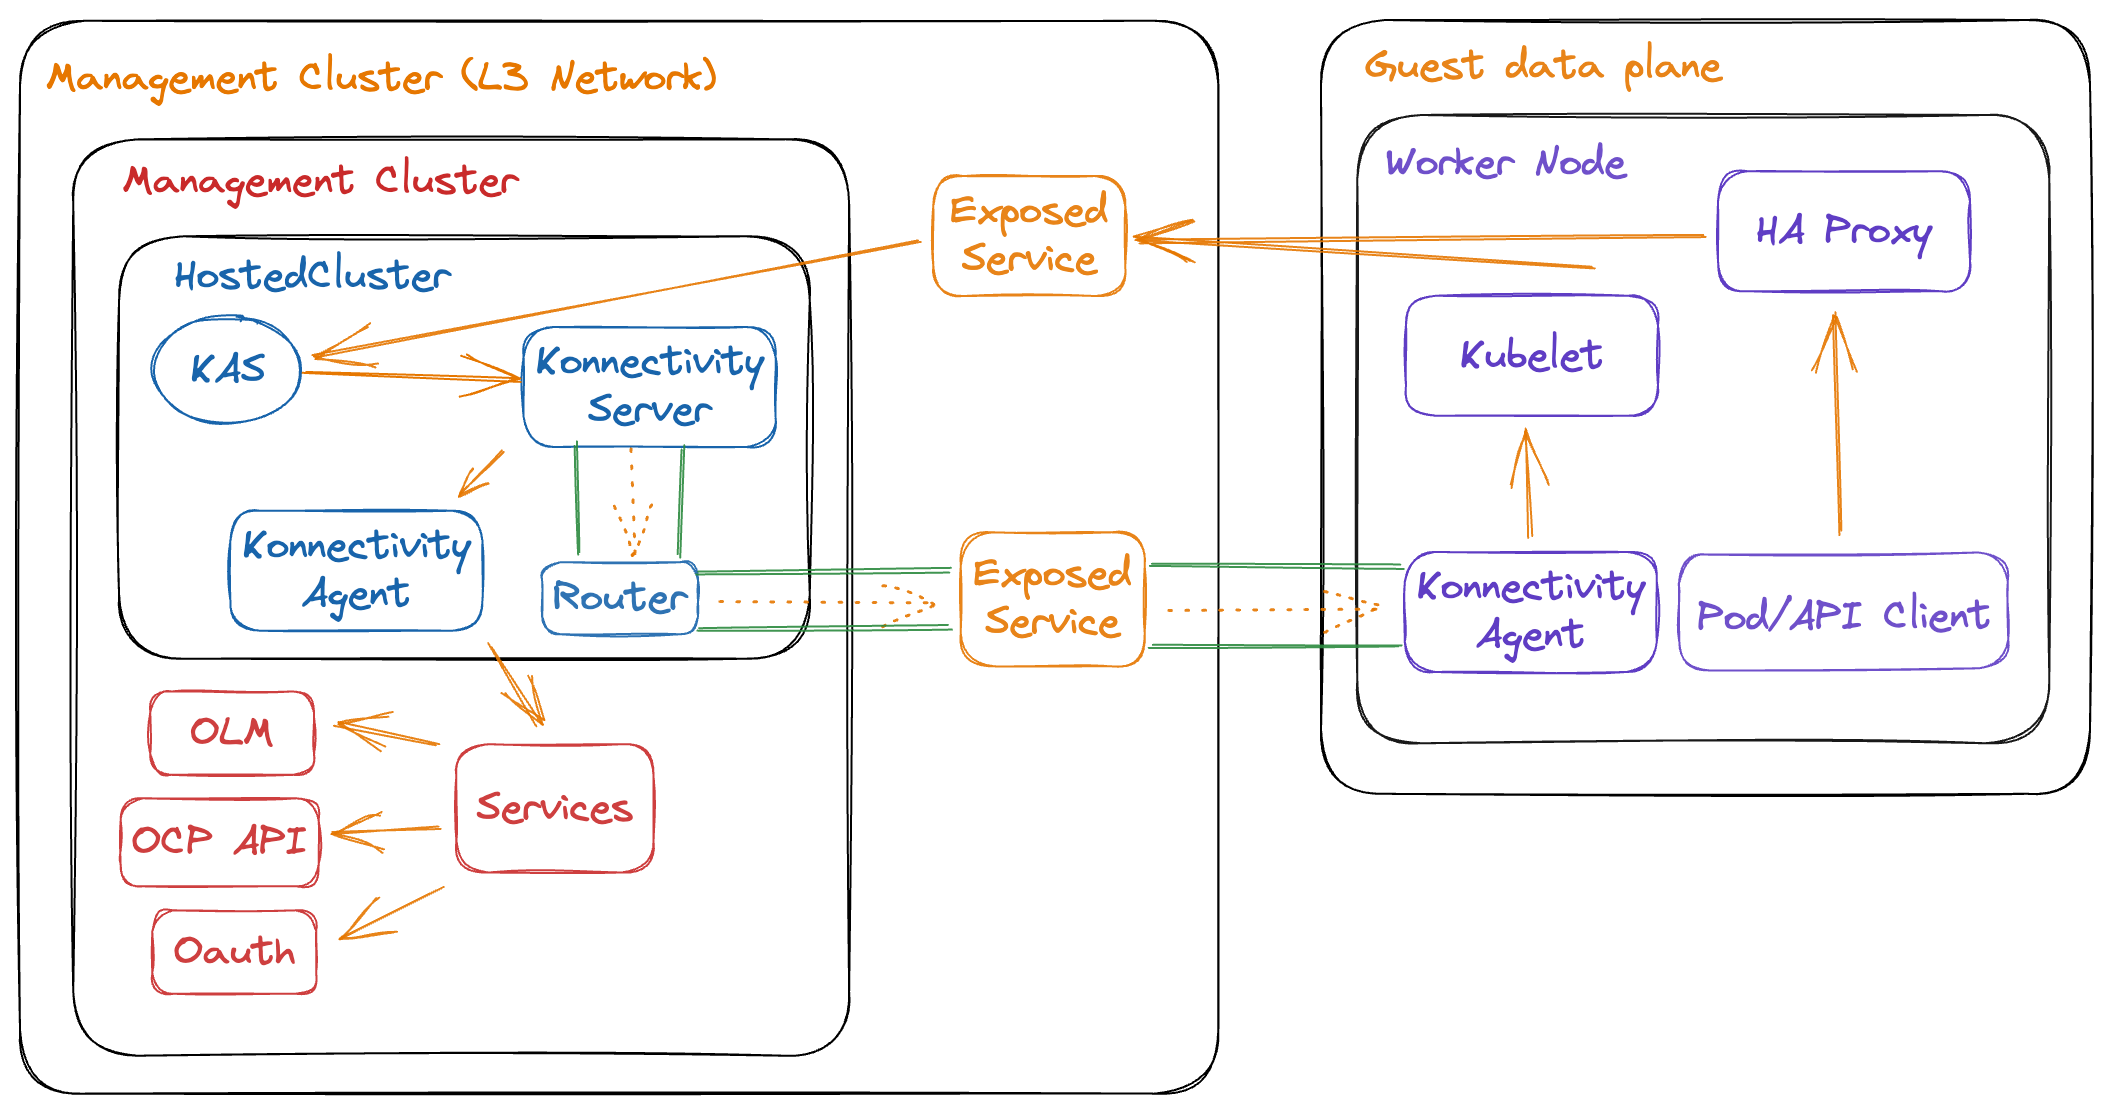 Management Cluster (L3 Network)
Management Cluster
HostedCluster
KAS
Konnectivity
Server
Konnectivity
Agent
Router
OLM
OCP API
Oauth
Services
Exposed
Service
Exposed
Service
Guest data plane
Worker Node
HA Proxy
Kubelet
Konnectivity
Agent
Pod/API Client